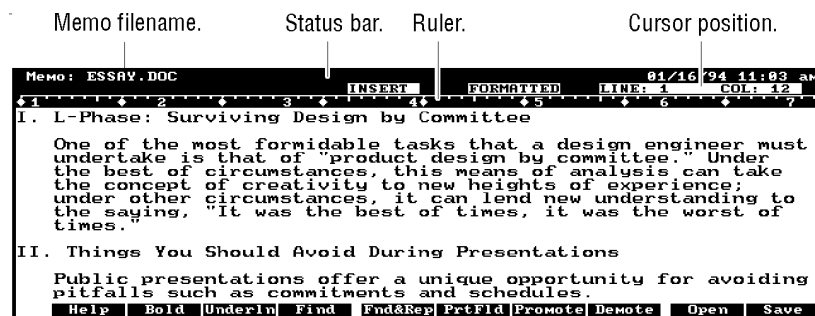 Memo filename. Status bar. Ruler. Cursor position.
Memo: ESSAY.DOC 01/16/94 11:03 am
INSERT FORMATTED LINE: 1 COL: 12
1 2 3 4 5 6 7
I. L-Phase: Surviving Design by Committee
One of the most formidable tasks that a design engineer must
undertake is that of "product design by committee." Under
the best of circumstances, this means of analysis can take
the concept of creativity to new heights of experience;
under other circumstances, it can lend new understanding to
the saying, "It was the best of times, it was the worst of
times."
II. Things You Should Avoid During Presentations
Public presentations offer a unique opportunity for avoiding
pitfalls such as commitments and schedules.
Help Bold Underln Find Fnd&Rep PrtFld Promote Demote Open Save